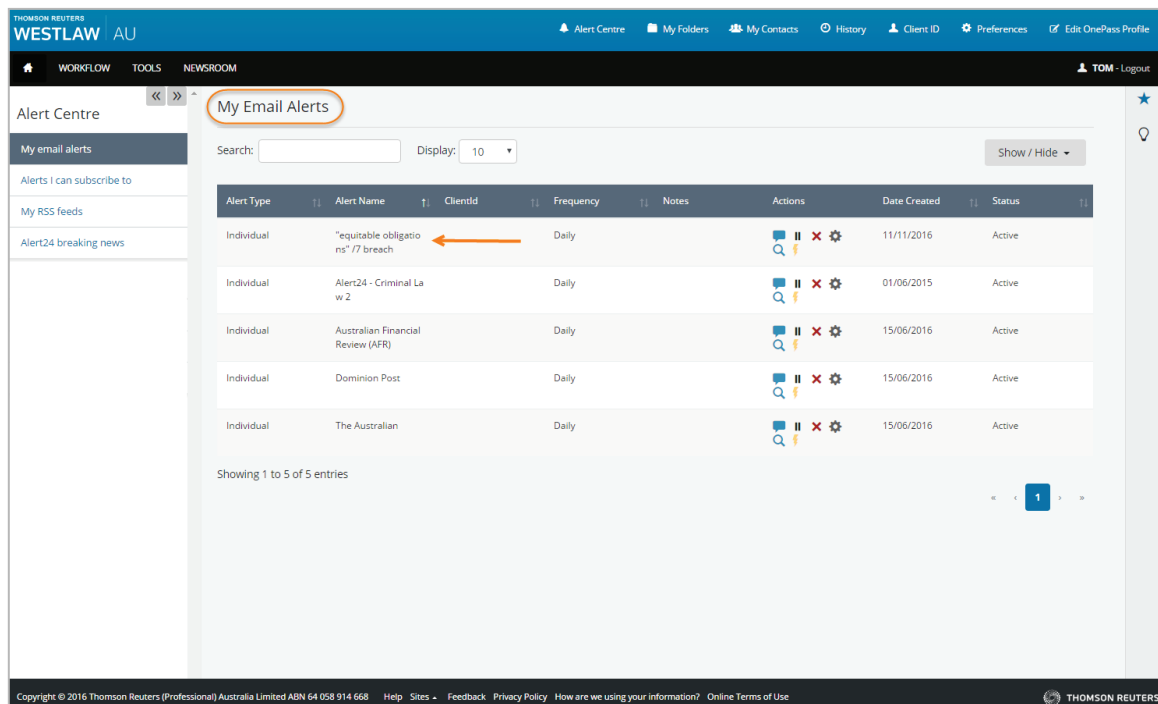 THOMSON REUTERS
WESTLAW AU
Alert Centre My Folders My Contacts History Client ID Preferences Edit OnePass Profile
WORKFLOW TOOLS NEWSROOM TOM - Logout
Alert Centre
My email alerts
Alerts I can subscribe to
My RSS feeds
Alert24 breaking news
My Email Alerts
Search: Display: 10 Show / Hide
Alert Type Alert Name ClientId Frequency Notes Actions Date Created Status
Individual "equitable obligatio Daily 11/11/2016 Active
ns" /7 breach
Individual Alert24 - Criminal La Daily 01/06/2015 Active
w 2
Individual Australian Financial Daily 15/06/2016 Active
Review (AFR)
Individual Dominion Post Daily 15/06/2016 Active
Individual The Australian Daily 15/06/2016 Active
Showing 1 to 5 of 5 entries
« ‹ 1 › »
Copyright © 2016 Thomson Reuters (Professional) Australia Limited ABN 64 058 914 668 Help Sites Feedback Privacy Policy How are we using your information? Online Terms of Use THOMSON REUTERS